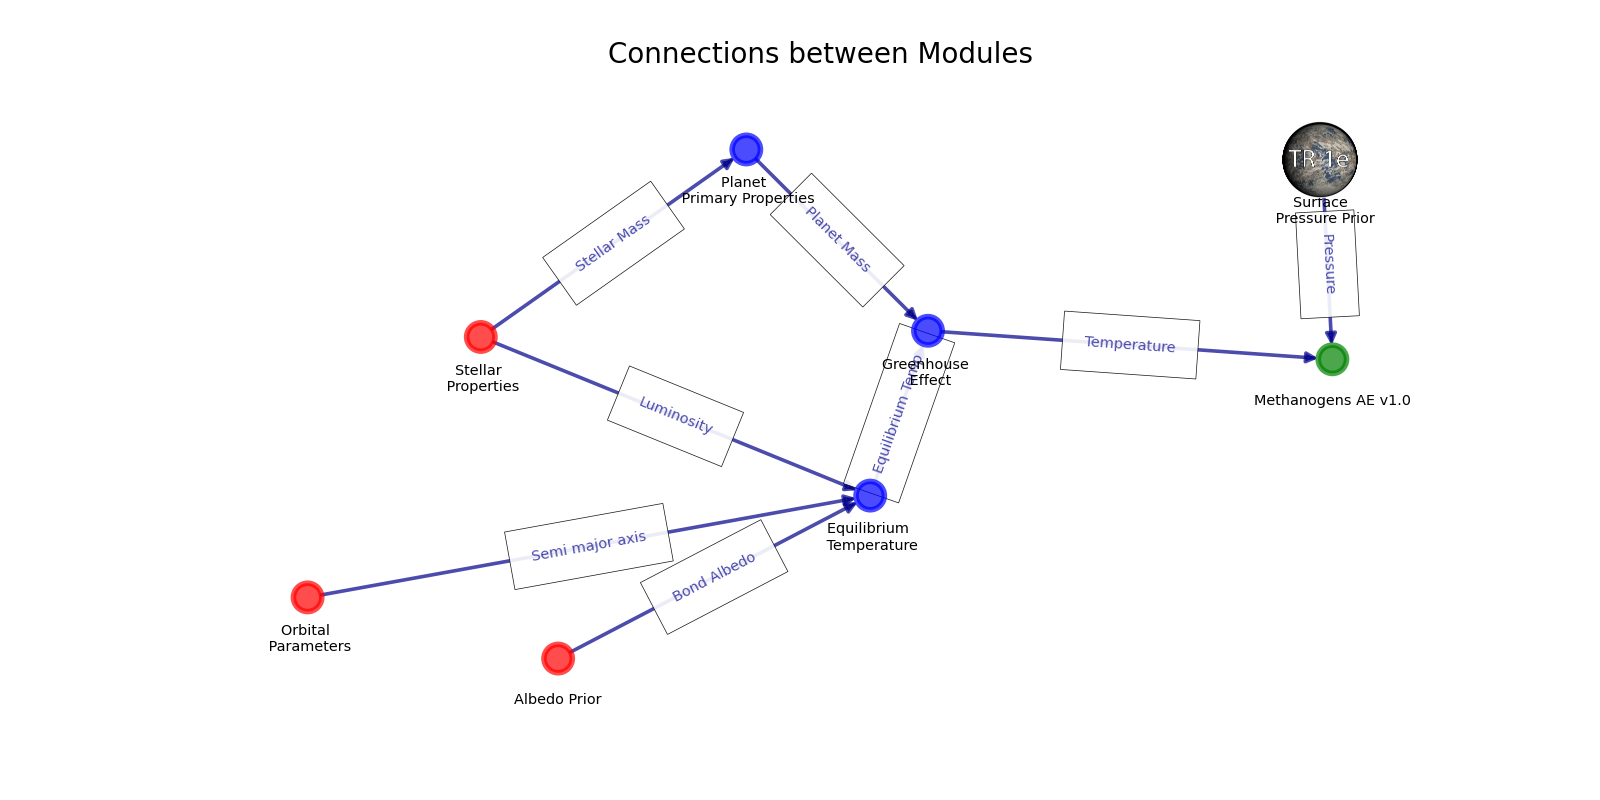 Connections between Modules
TR-1e
Planet
Primary Properties
Surface
Pressure Prior
Stellar Mass
Planet Mass
Pressure
Stellar
Properties
Greenhouse
Effect
Temperature
Methanogens AE v1.0
Luminosity
Equilibrium Temp
Equilibrium
Temperature
Semi major axis
Bond Albedo
Orbital
Parameters
Albedo Prior